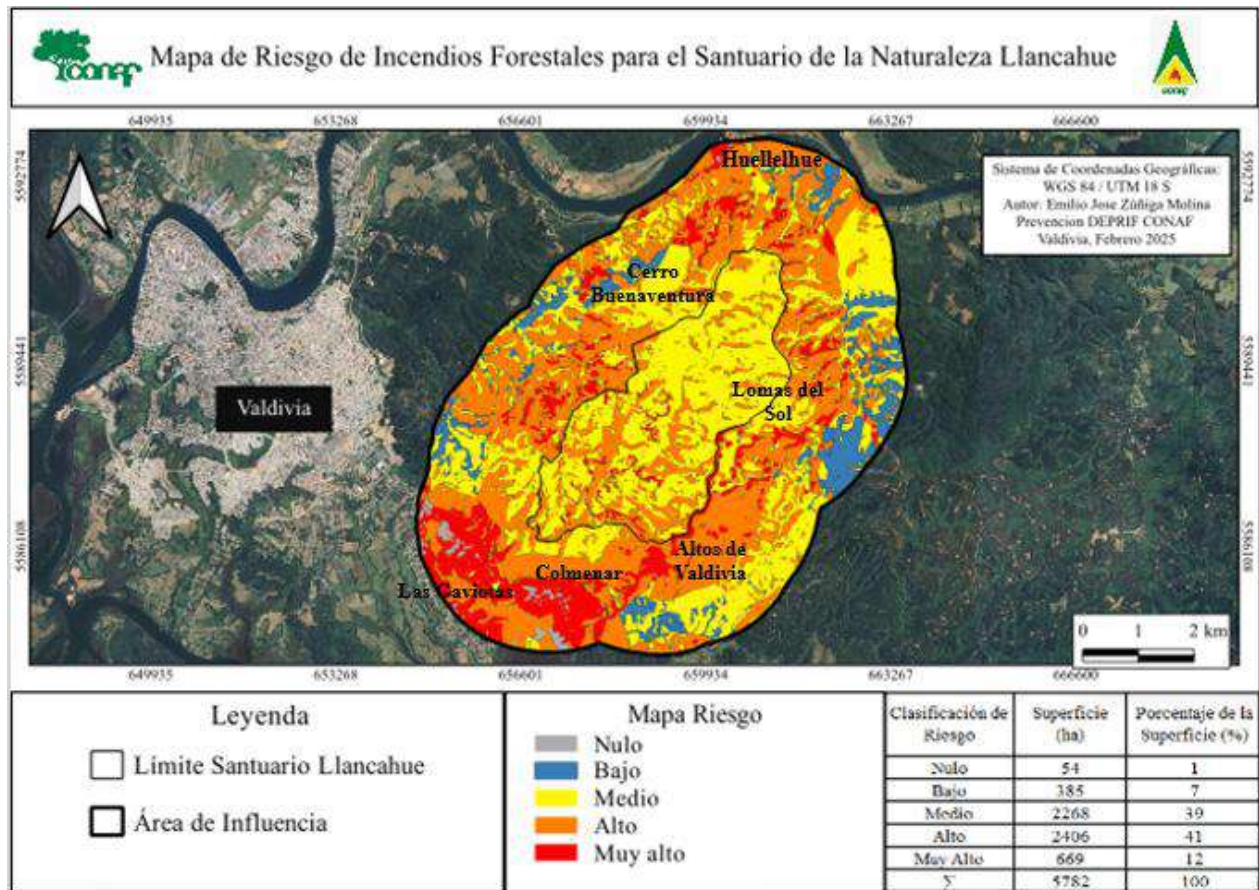 CONAF
Mapa de Riesgo de Incendios Forestales para el Santuario de la Naturaleza Llancahue
CONAF
649935 653268 656601 659934 663267 666600
5592774
5589441
5586108
5592774
5589441
5586108
Sistema de Coordenadas Geográficas:
WGS 84 / UTM 18 S
Autor: Emilio Jose Zúñiga Molina
Prevencion DEPRIF CONAF
Valdivia, Febrero 2025
Huellelhue
Cerro
Buenaventura
Valdivia
Lomas del
Sol
Altos de
Valdivia
Colmenar
Las Gaviotas
0 1 2 km
649935 653268 656601 659934 663267 666600
Leyenda
Límite Santuario Llancahue
Área de Influencia
Mapa Riesgo
Nulo
Bajo
Medio
Alto
Muy alto
Clasificación de Riesgo Superficie (ha) Porcentaje de la Superficie (%)
Nulo 54 1
Bajo 385 7
Medio 2268 39
Alto 2406 41
Muy Alto 669 12
Σ 5782 100